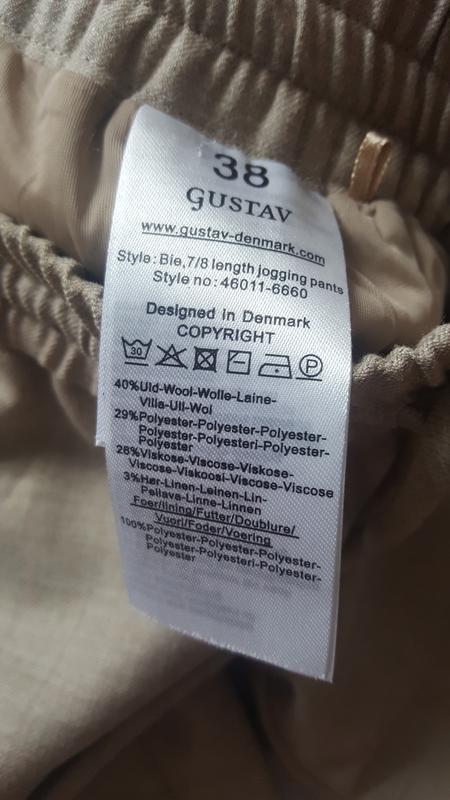 38
GUSTAV
www.gustav-denmark.com
Style: Bie,7/8 length jogging pants
Style no: 46011-6660
Designed in Denmark
COPYRIGHT
30 P
40%Uld-Wool-Wolle-Laine-
Villa-Ull-Wol
29%Polyester-Polyester-Polyester-
Polyester-Polyesteri-Polyester-
Polyester
28%Viskose-Viscose-Viskose-
Viscose-Viskoosi-Viscose-Viscose
3%Hør-Linen-Leinen-Lin-
Pellava-Linne-Linnen
Foer/lining/Futter/Doublure/
Vuori/Foder/Voering
100%Polyester-Polyester-Polyester-
Polyester-Polyesteri-Polyester-
Polyester